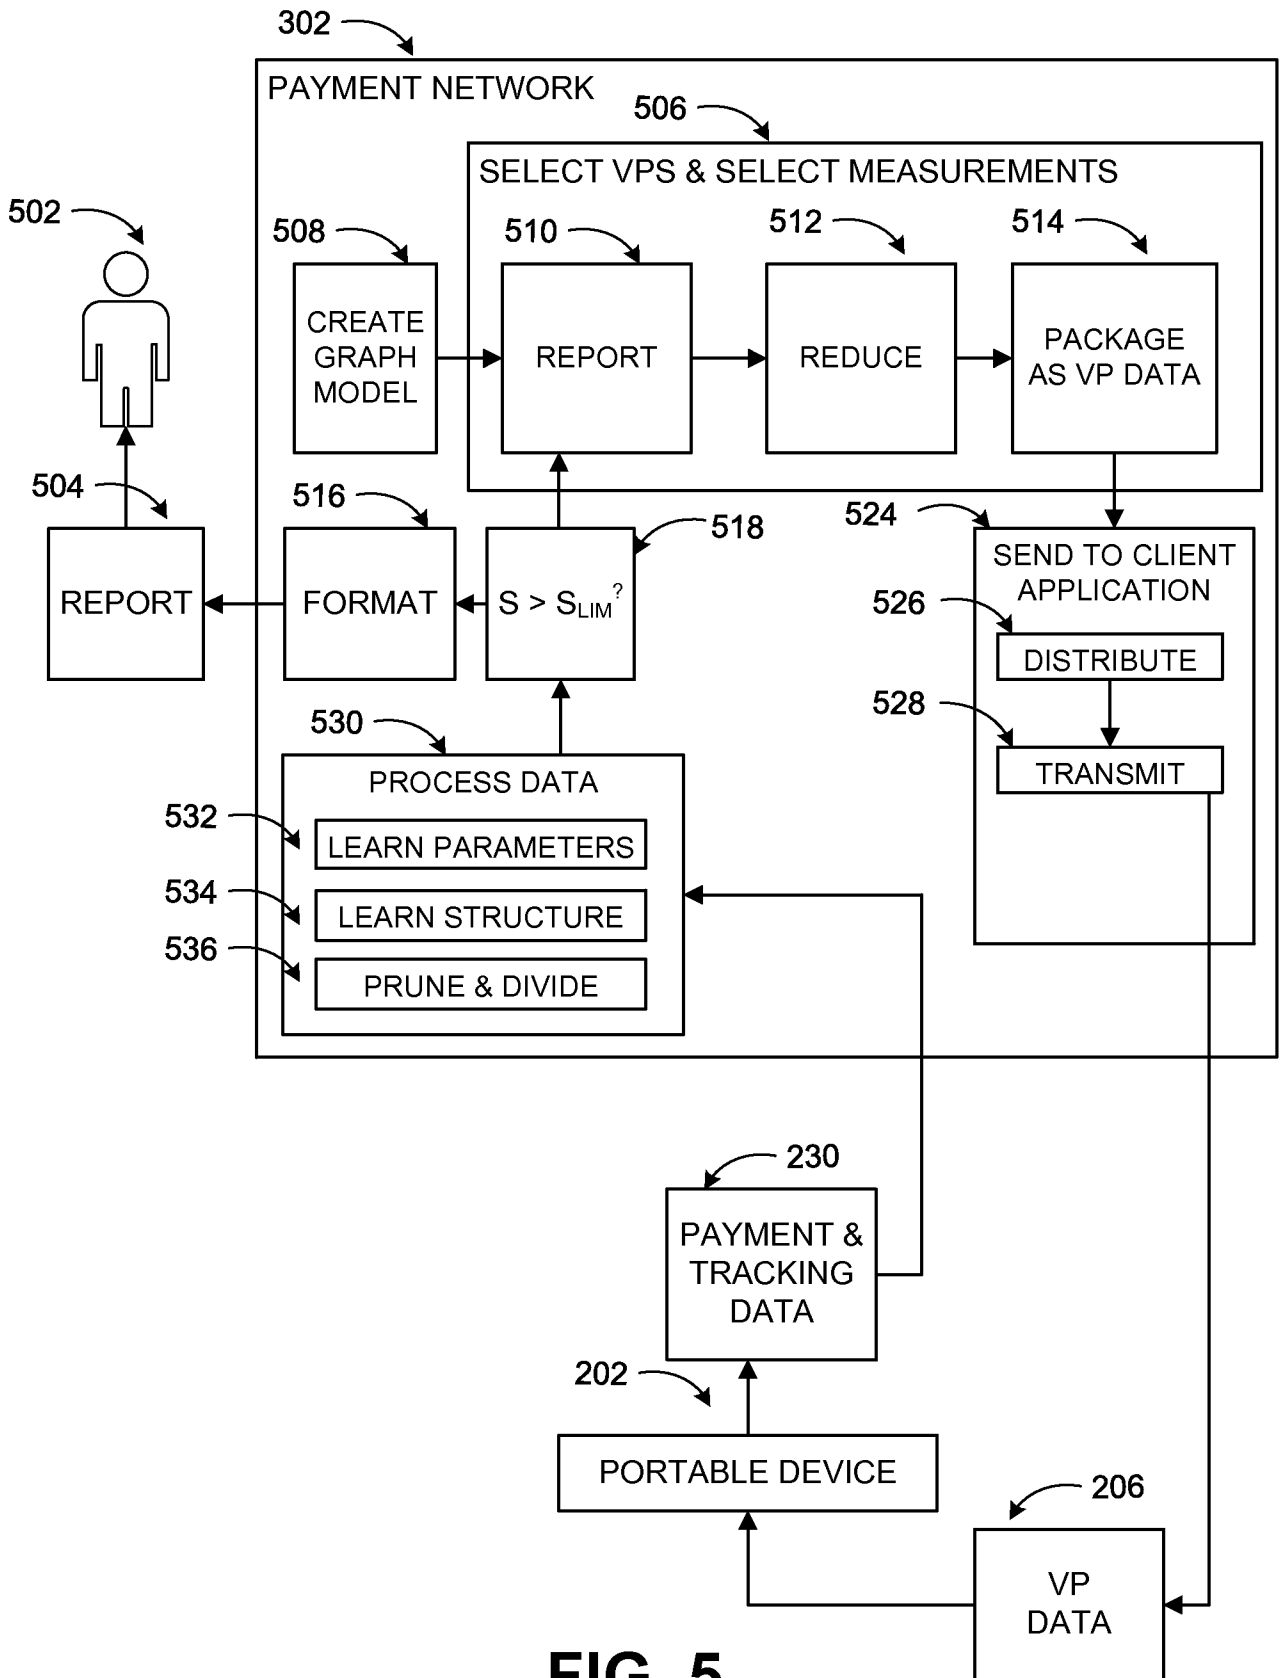 302
PAYMENT NETWORK
506
SELECT VPS & SELECT MEASUREMENTS
502
508
510
512
514
CREATE
GRAPH
MODEL
REPORT
REDUCE
PACKAGE
AS VP DATA
504
516
518
524
REPORT
FORMAT
S > SLIM?
SEND TO CLIENT
APPLICATION
526
DISTRIBUTE
528
TRANSMIT
530
PROCESS DATA
532
LEARN PARAMETERS
534
LEARN STRUCTURE
536
PRUNE & DIVIDE
230
PAYMENT &
TRACKING
DATA
202
PORTABLE DEVICE
206
VP
DATA
FIG. 5